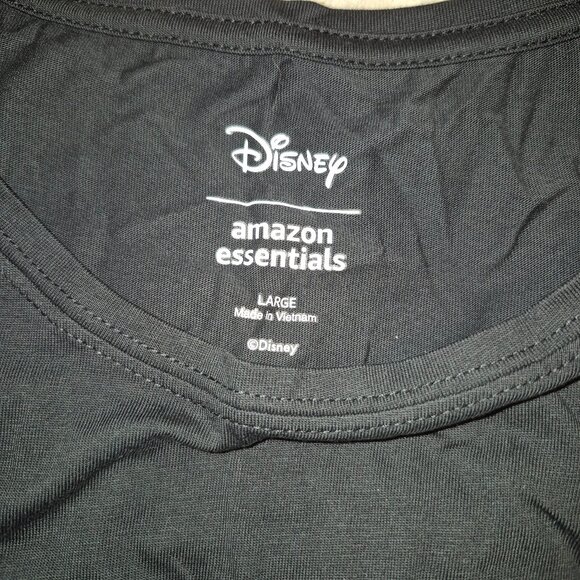 Disney
amazon
essentials
LARGE
Made in Vietnam
©Disney